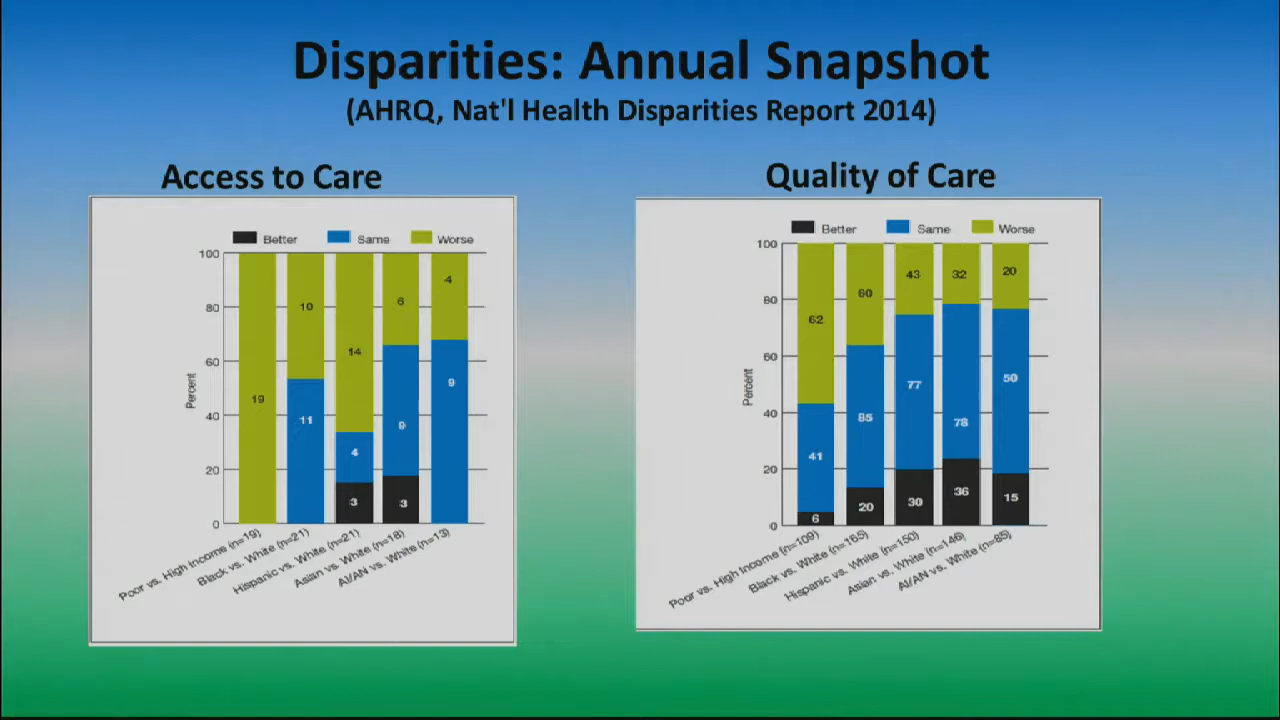 Disparities: Annual Snapshot
(AHRQ, Nat'l Health Disparities Report 2014)
Access to Care
Better Same Worse
100
80
60
40
20
0
Percent
19
10
11
14
4
3
6
9
3
4
9
Poor vs. High Income (n=19)
Black vs. White (n=21)
Hispanic vs. White (n=21)
Asian vs. White (n=18)
AI/AN vs. White (n=13)
Quality of Care
Better Same Worse
100
80
60
40
20
0
Percent
62
41
6
60
85
20
43
77
30
32
78
36
20
50
15
Poor vs. High Income (n=109)
Black vs. White (n=165)
Hispanic vs. White (n=150)
Asian vs. White (n=146)
AI/AN vs. White (n=85)